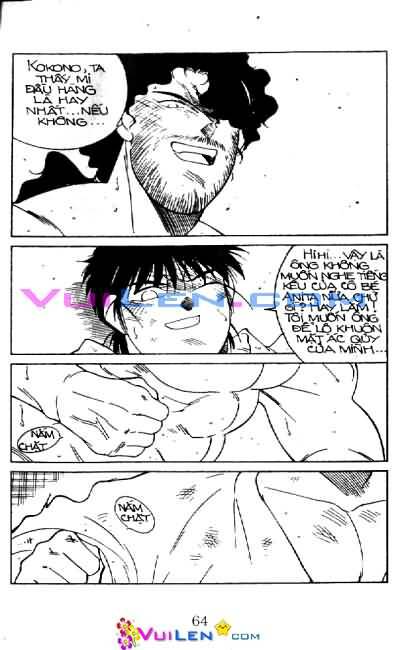 KOKONO, TA
THẤY MI
ĐẦU HÀNG
LÀ HAY
NHẤT...NẾU
KHÔNG...
HÌHÌ...VẬY LÀ
ÔNG KHÔNG
MUỐN NGHE TIẾNG
KÊU CỦA CÔ BÉ
ANITA NỮA CHỨ
GÌ? HAY LẮM!
TÔI MUỐN ÔNG
ĐỂ LỘ KHUÔN
MẶT ÁC QỦY
CỦA MÌNH...
VUILEN.COM
NẮM
CHẶT
NẮM
CHẶT
64
VUILEN
.COM